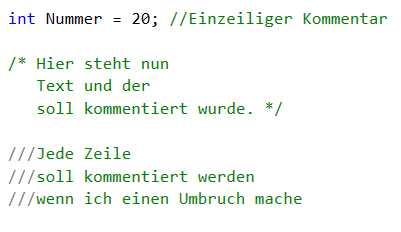 int Nummer = 20; //Einzeiliger Kommentar
/* Hier steht nun
Text und der
soll kommentiert wurde. */
///Jede Zeile
///soll kommentiert werden
///wenn ich einen Umbruch mache